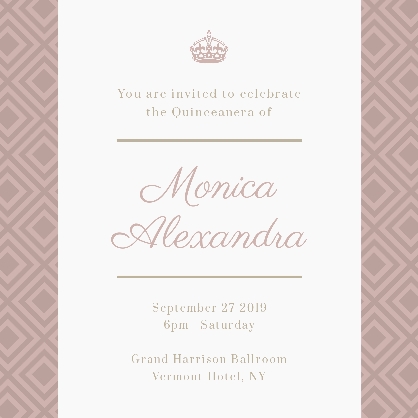 You are invited to celebrate
the Quinceanera of
Monica
Alexandra
September 27 2019
6pm - Saturday
Grand Harrison Ballroom
Vermont Hotel, NY